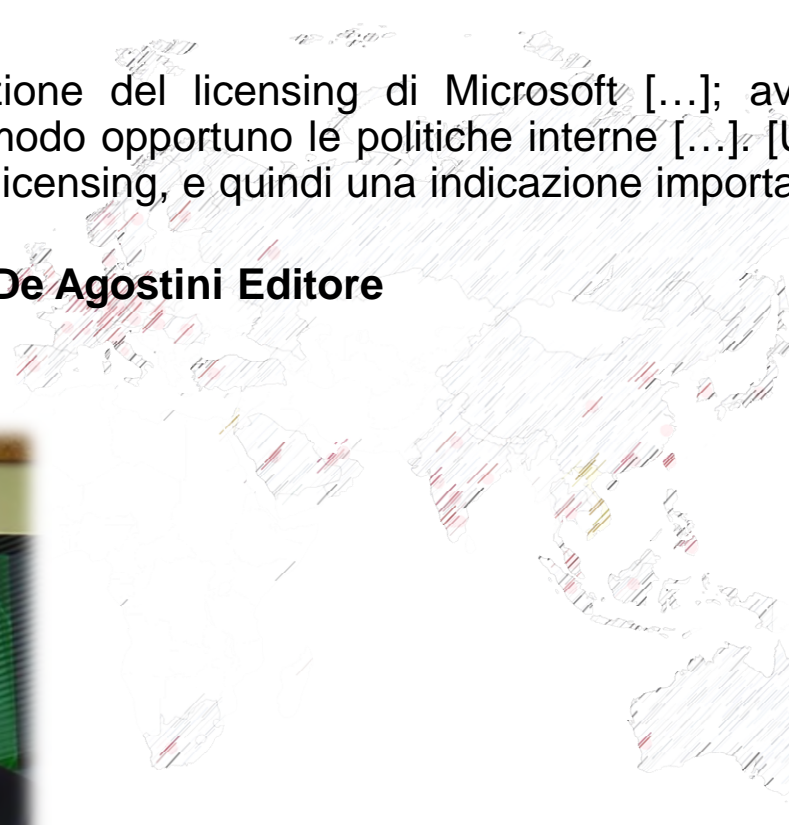 zione del licensing di Microsoft […]; av
modo opportuno le politiche interne […]. [U
licensing, e quindi una indicazione importa
De Agostini Editore